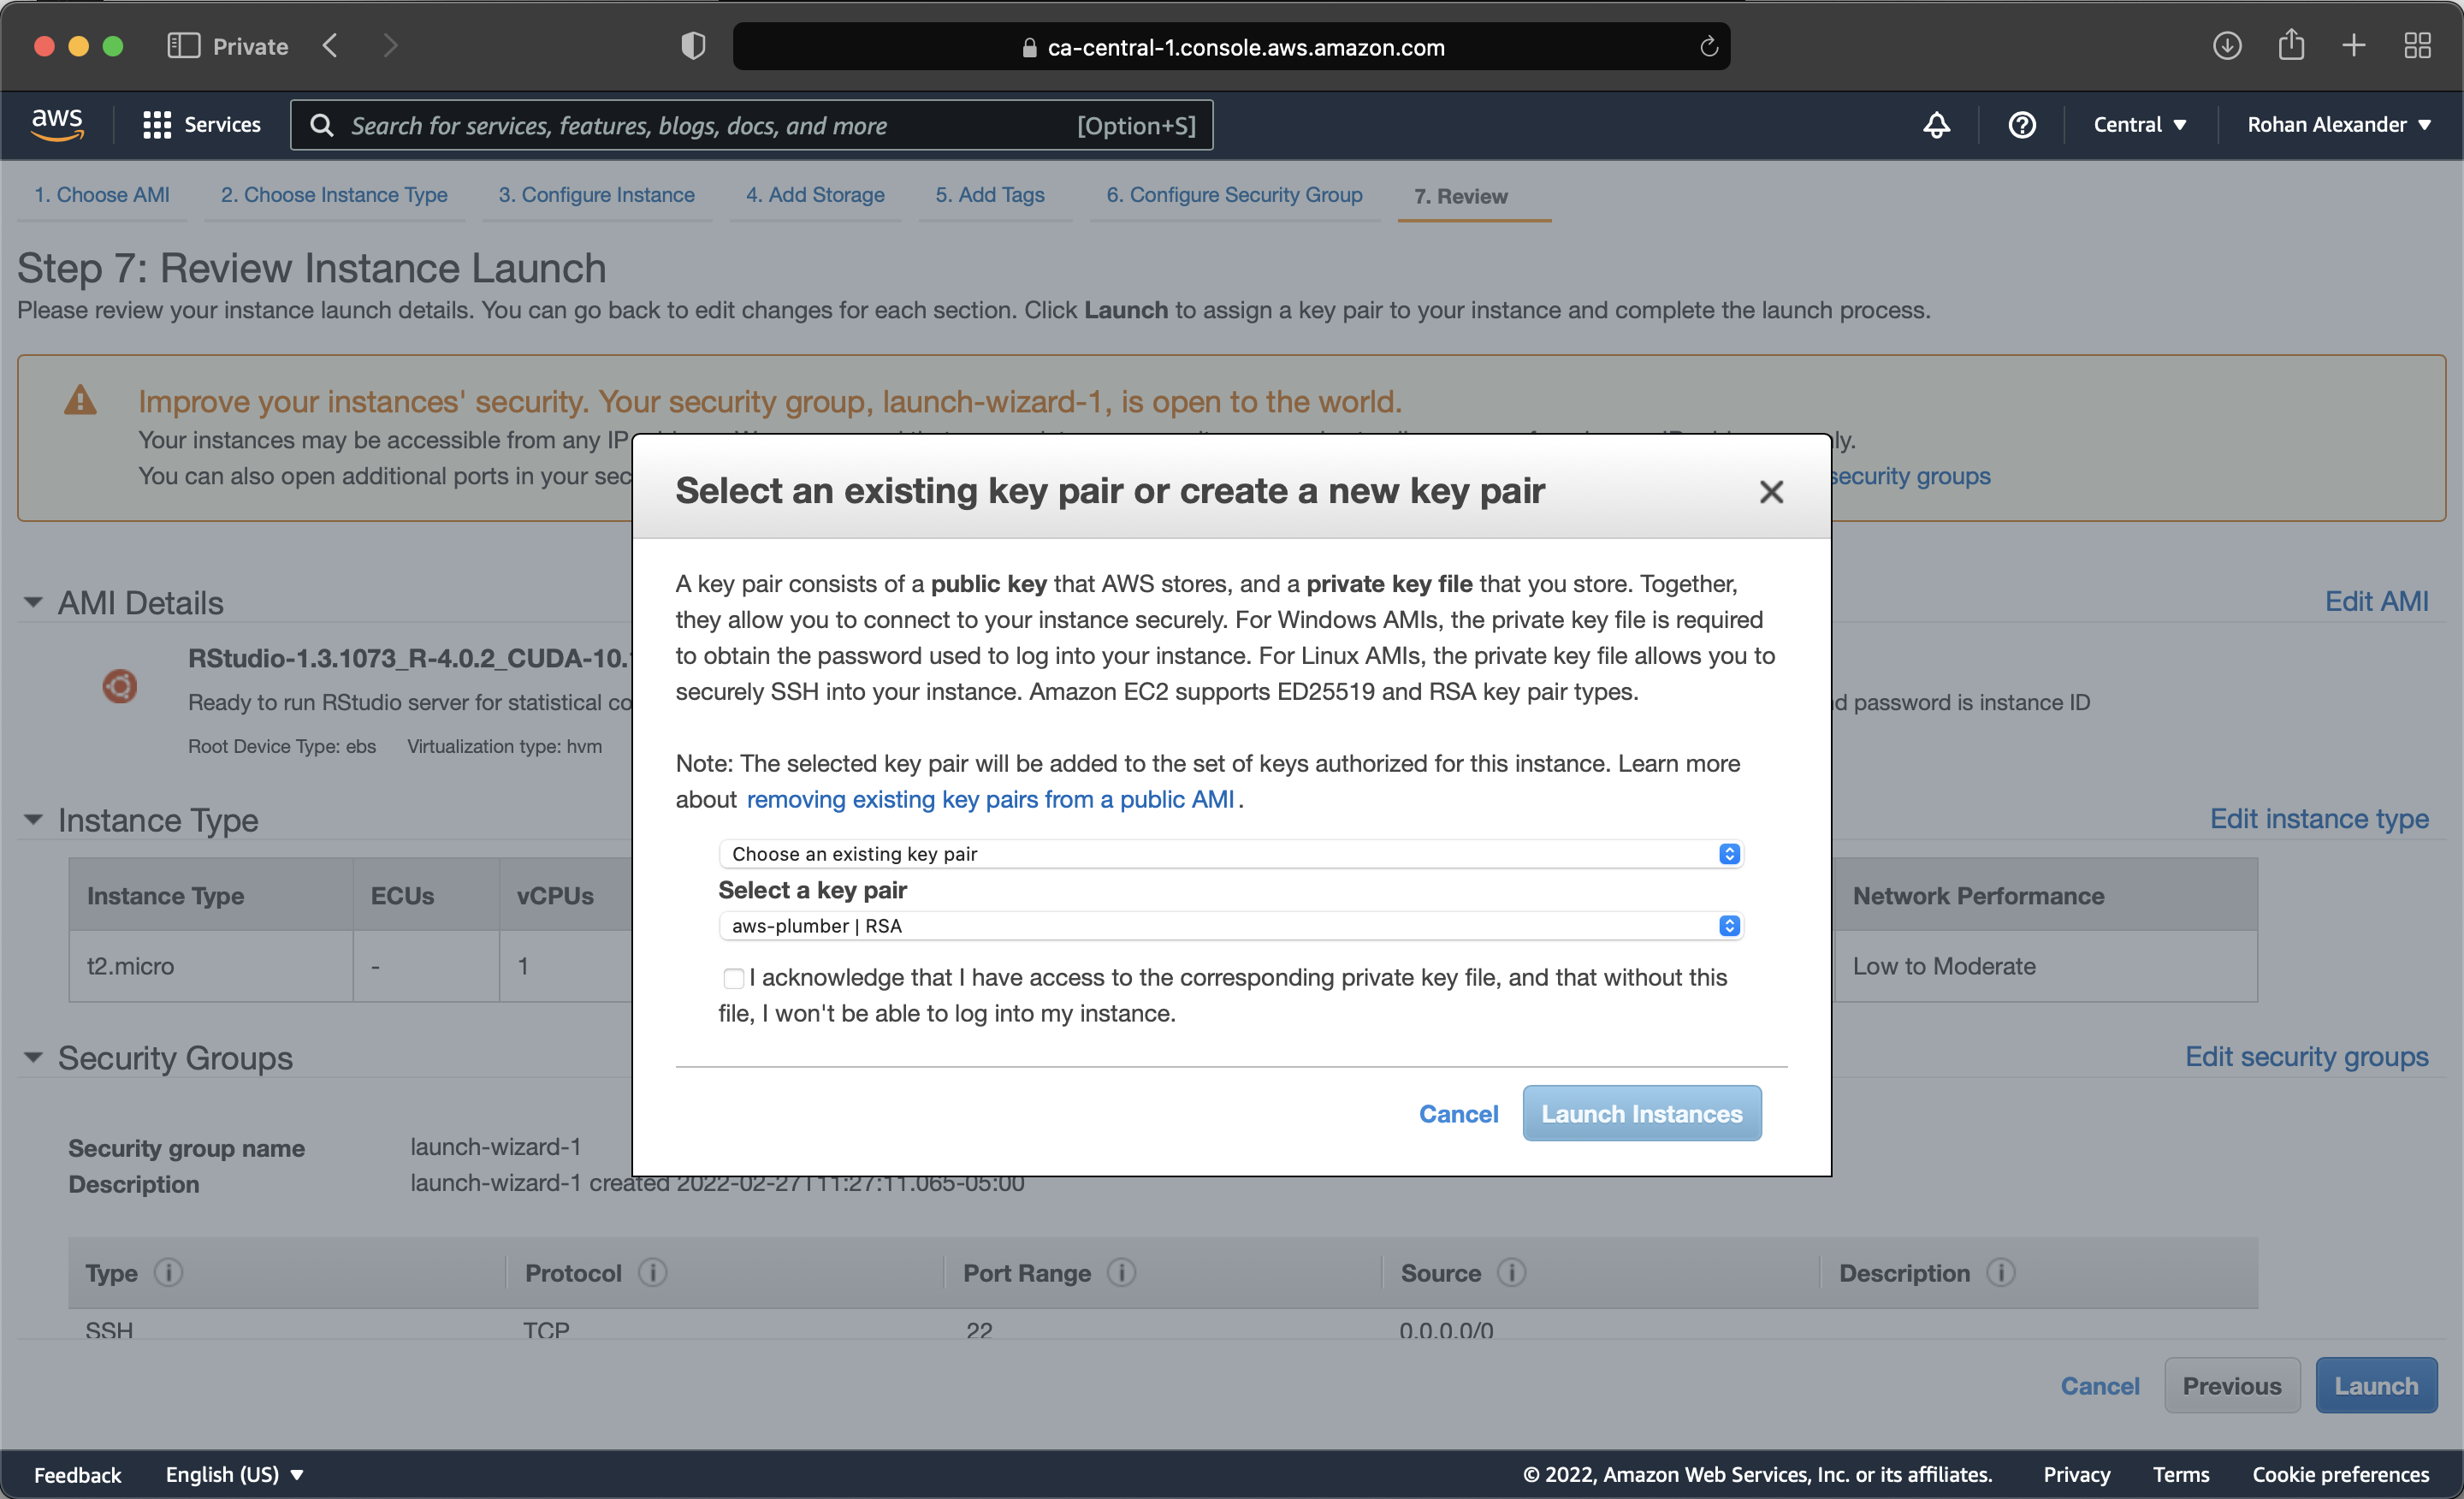 Private
ca-central-1.console.aws.amazon.com
aws
Services
Search for services, features, blogs, docs, and more [Option+S]
Central ▼
Rohan Alexander ▼
1. Choose AMI 2. Choose Instance Type 3. Configure Instance 4. Add Storage 5. Add Tags 6. Configure Security Group 7. Review
Step 7: Review Instance Launch
Please review your instance launch details. You can go back to edit changes for each section. Click Launch to assign a key pair to your instance and complete the launch process.
Improve your instances' security. Your security group, launch-wizard-1, is open to the world.
Your instances may be accessible from any IP
ly.
You can also open additional ports in your sec
security groups
Select an existing key pair or create a new key pair
A key pair consists of a public key that AWS stores, and a private key file that you store. Together,
they allow you to connect to your instance securely. For Windows AMIs, the private key file is required
to obtain the password used to log into your instance. For Linux AMIs, the private key file allows you to
securely SSH into your instance. Amazon EC2 supports ED25519 and RSA key pair types.
Note: The selected key pair will be added to the set of keys authorized for this instance. Learn more
about removing existing key pairs from a public AMI.
Choose an existing key pair
Select a key pair
aws-plumber | RSA
I acknowledge that I have access to the corresponding private key file, and that without this
file, I won't be able to log into my instance.
Cancel Launch Instances
AMI Details Edit AMI
RStudio-1.3.1073_R-4.0.2_CUDA-10.
Ready to run RStudio server for statistical co
d password is instance ID
Root Device Type: ebs Virtualization type: hvm
Instance Type Edit instance type
Instance Type ECUs vCPUs Network Performance
t2.micro - 1 Low to Moderate
Security Groups Edit security groups
Security group name launch-wizard-1
Description launch-wizard-1 created 2022-02-27T11:27:11.065-05:00
Type Protocol Port Range Source Description
SSH TCP 22 0.0.0.0/0
Cancel Previous Launch
Feedback English (US) ▼ © 2022, Amazon Web Services, Inc. or its affiliates. Privacy Terms Cookie preferences